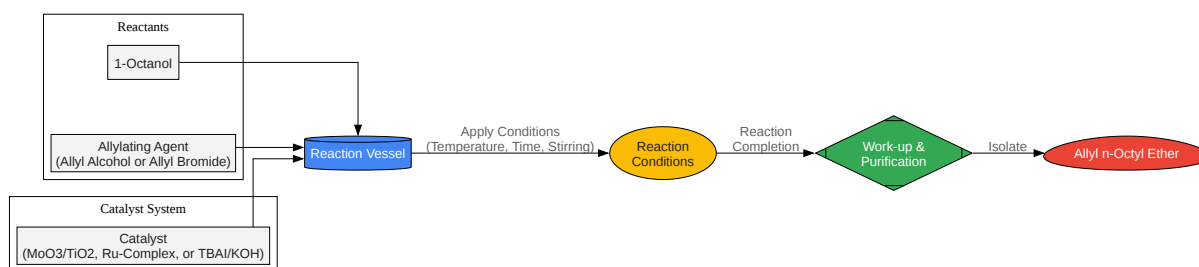 Reactants
1-Octanol
Allylating Agent
(Allyl Alcohol or Allyl Bromide)
Catalyst System
Catalyst
(MoO3/TiO2, Ru-Complex, or TBAI/KOH)
Reaction Vessel
Apply Conditions
(Temperature, Time, Stirring)
Reaction
Conditions
Reaction
Completion
Work-up &
Purification
Isolate
Allyl n-Octyl Ether